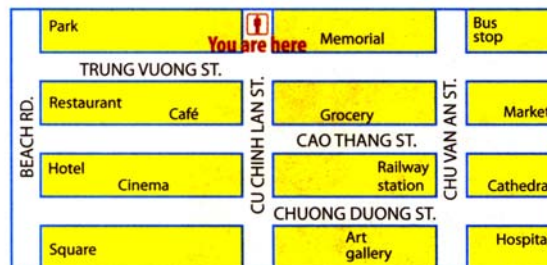 Park
You are here
Memorial
Bus
stop
TRUNG VUONG ST.
BEACH RD.
Restaurant
Café
CU CHINH LAN ST.
Grocery
CHU VAN AN ST.
Market
CAO THANG ST.
Hotel
Cinema
Railway
station
Cathedra
CHUONG DUONG ST.
Square
Art
gallery
Hospita